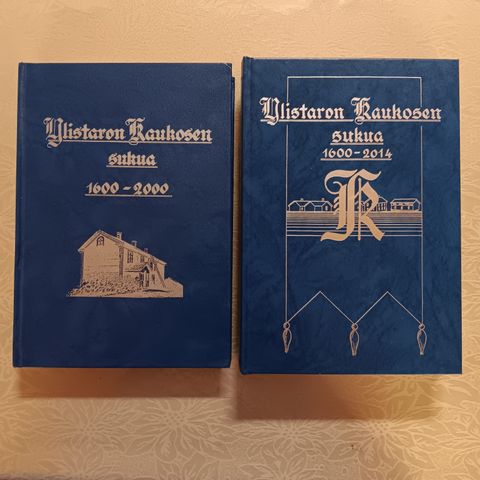 Ylistaron Kaukosen
sukua
1600-2000
Ylistaron Kaukosen
sukua
1600-2014
K